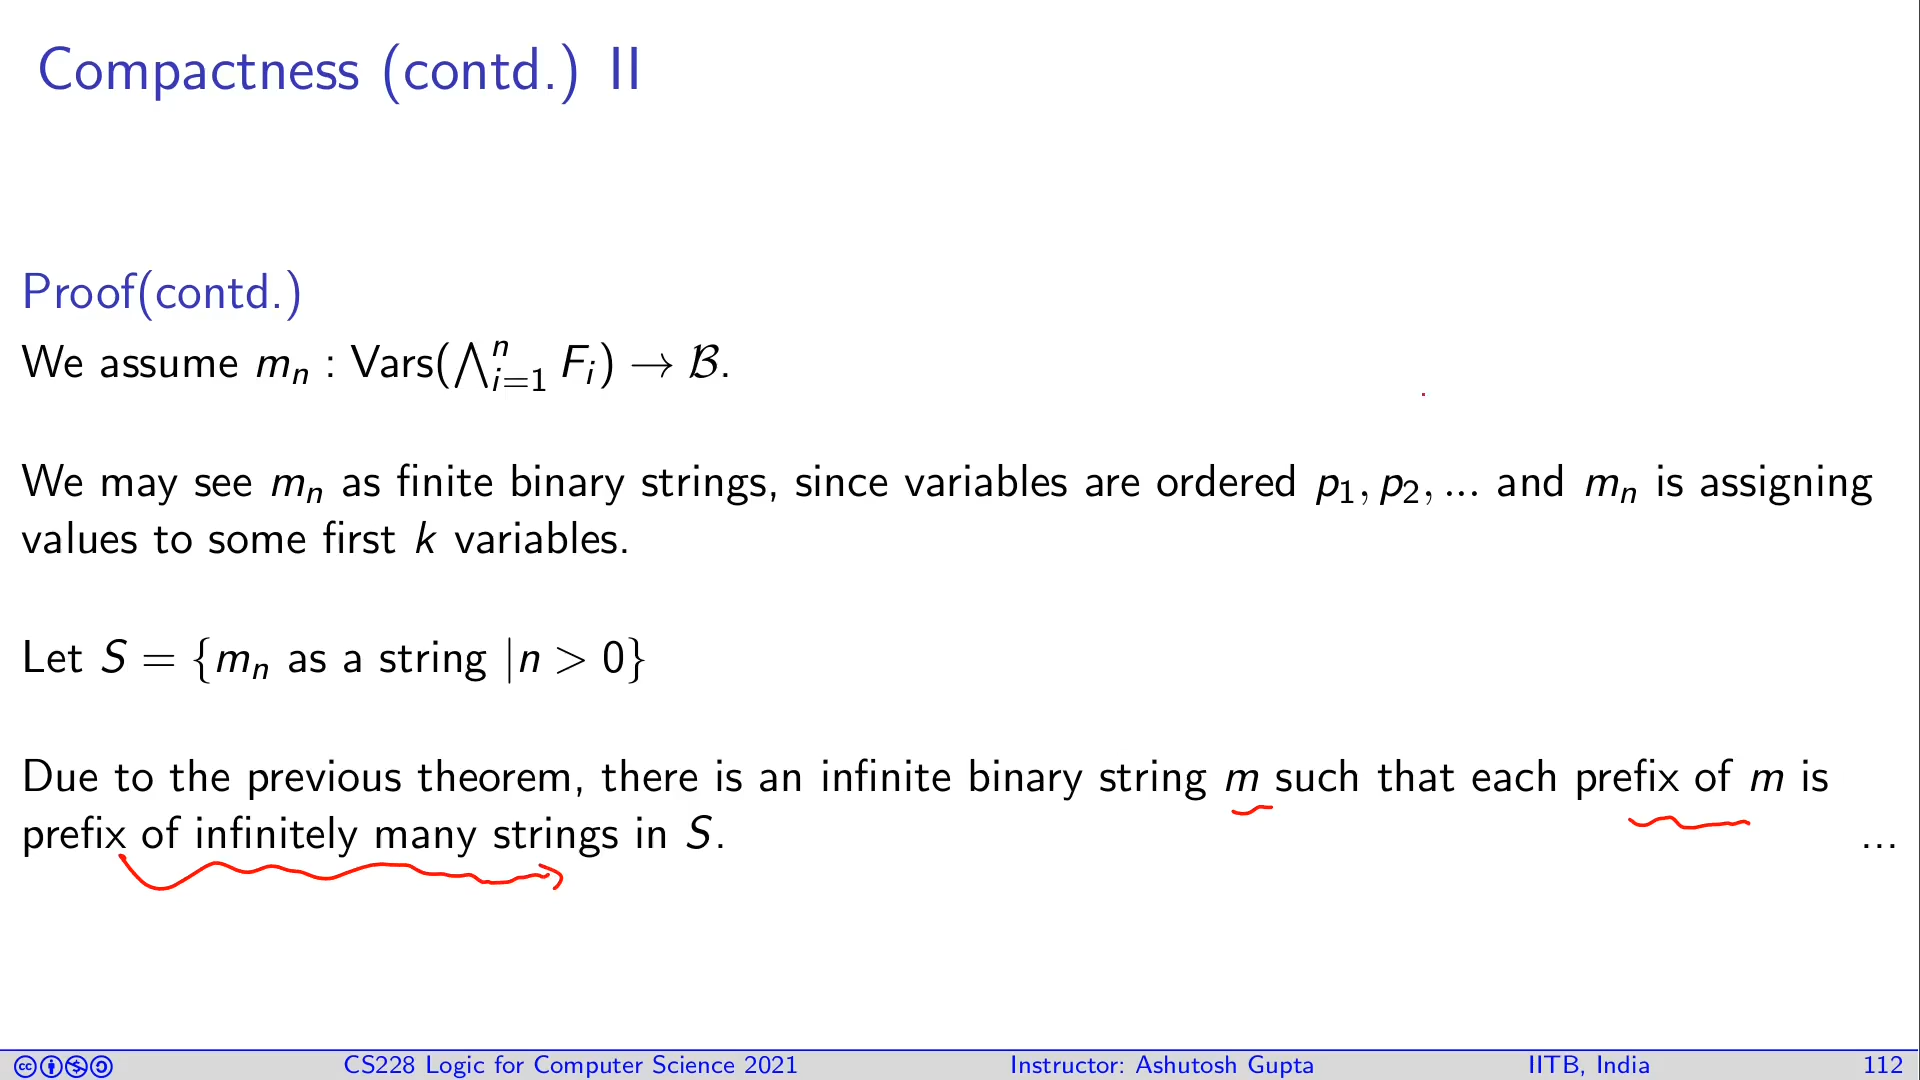 Compactness (contd.) II
Proof(contd.)
We assume mₙ : Vars(⋀ⁿᵢ₌₁ Fᵢ) → ℬ.
We may see mₙ as finite binary strings, since variables are ordered p₁, p₂, ... and mₙ is assigning
values to some first k variables.
Let S = {mₙ as a string |n > 0}
Due to the previous theorem, there is an infinite binary string m such that each prefix of m is
prefix of infinitely many strings in S. ...
CS228 Logic for Computer Science 2021 Instructor: Ashutosh Gupta IITB, India 112